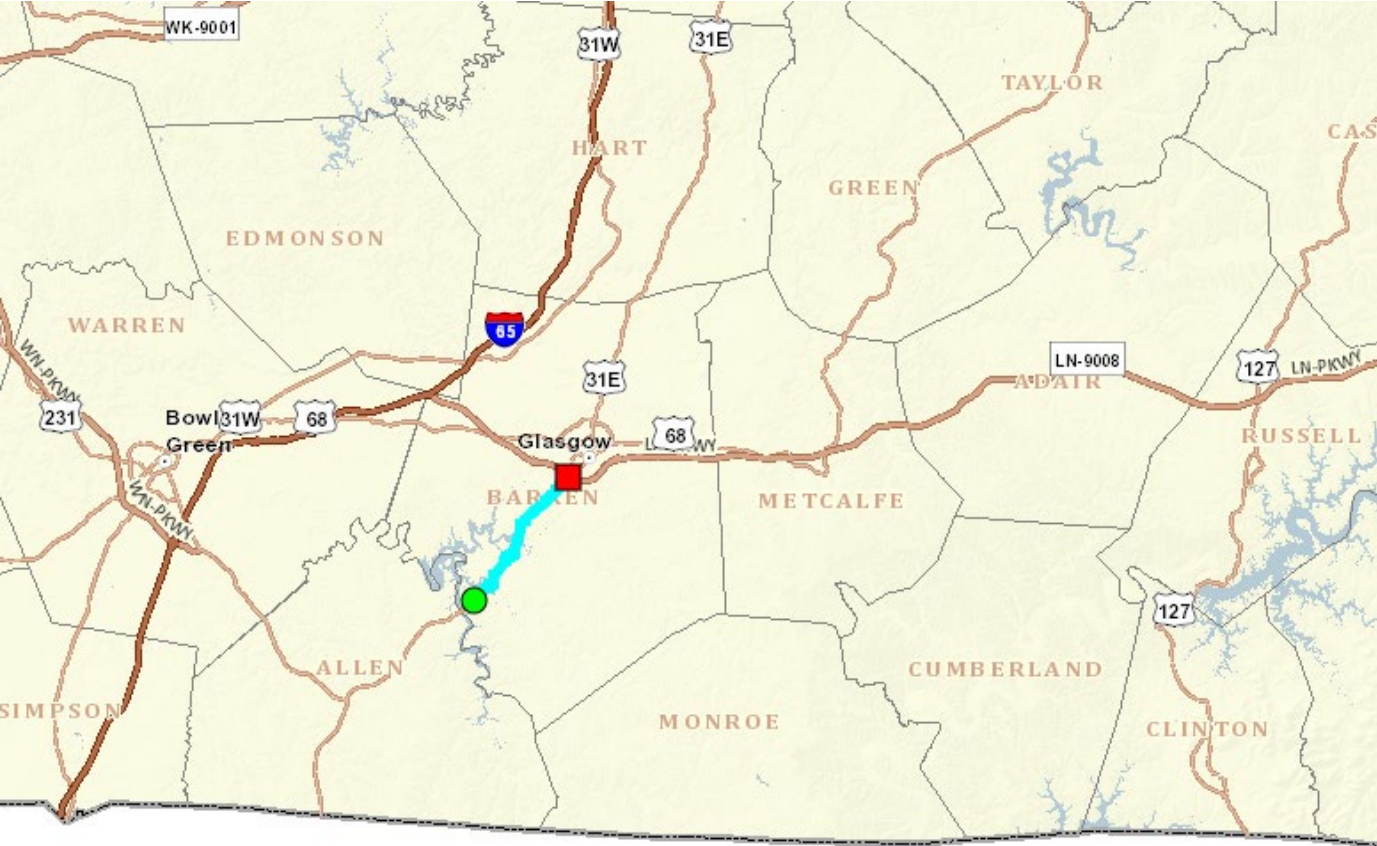 WK-9001
31W
31E
TAYLOR
CAS
HART
GREEN
EDMONSON
WARREN
65
WN-PKWY
31E
LN-9008
LN-PKWY
127
ADAIR
231
Bowl
31W
68
Green
Glasgow
68
RUSSELL
WN-PKWY
BARREN
METCALFE
127
ALLEN
CUMBERLAND
SIMPSON
MONROE
CLINTON